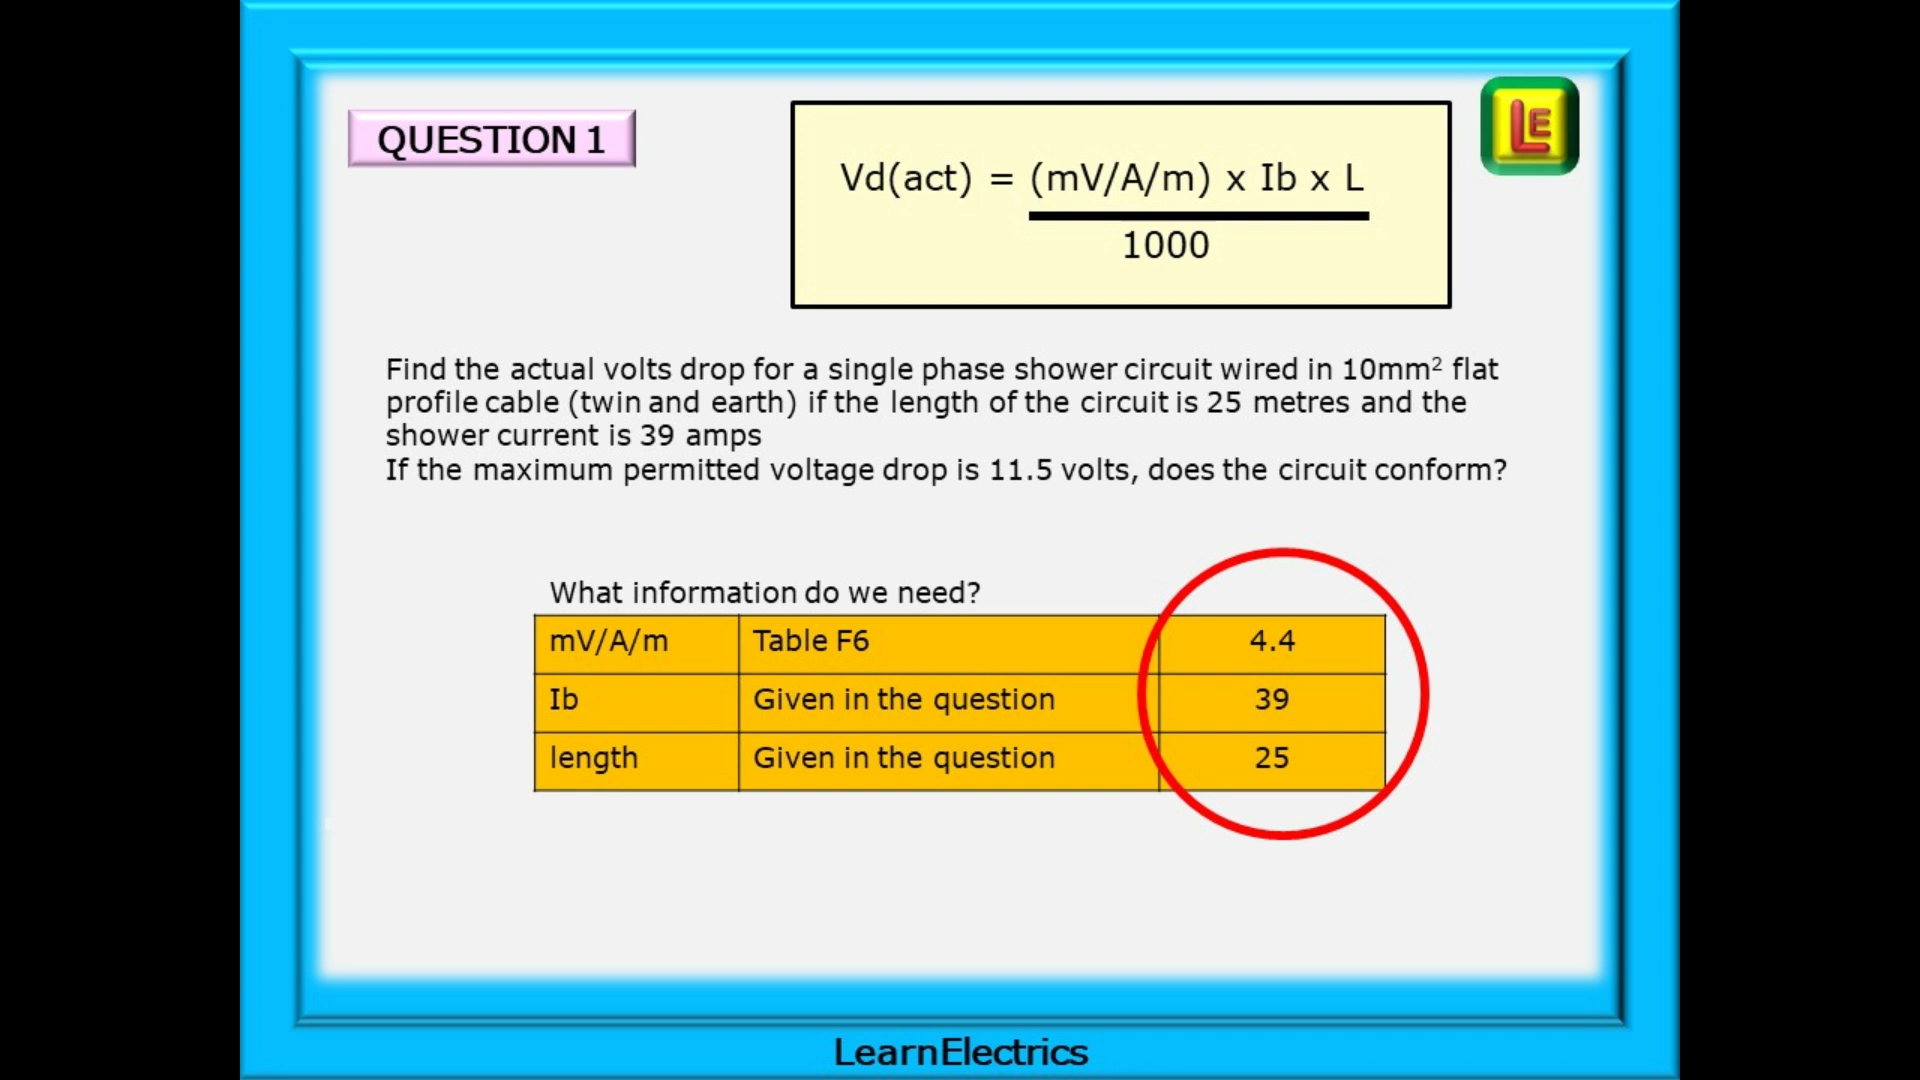 QUESTION 1
LE
Vd(act) = (mV/A/m) x Ib x L
1000
Find the actual volts drop for a single phase shower circuit wired in 10mm² flat
profile cable (twin and earth) if the length of the circuit is 25 metres and the
shower current is 39 amps
If the maximum permitted voltage drop is 11.5 volts, does the circuit conform?
What information do we need?
mV/A/m Table F6 4.4
Ib Given in the question 39
length Given in the question 25
LearnElectrics